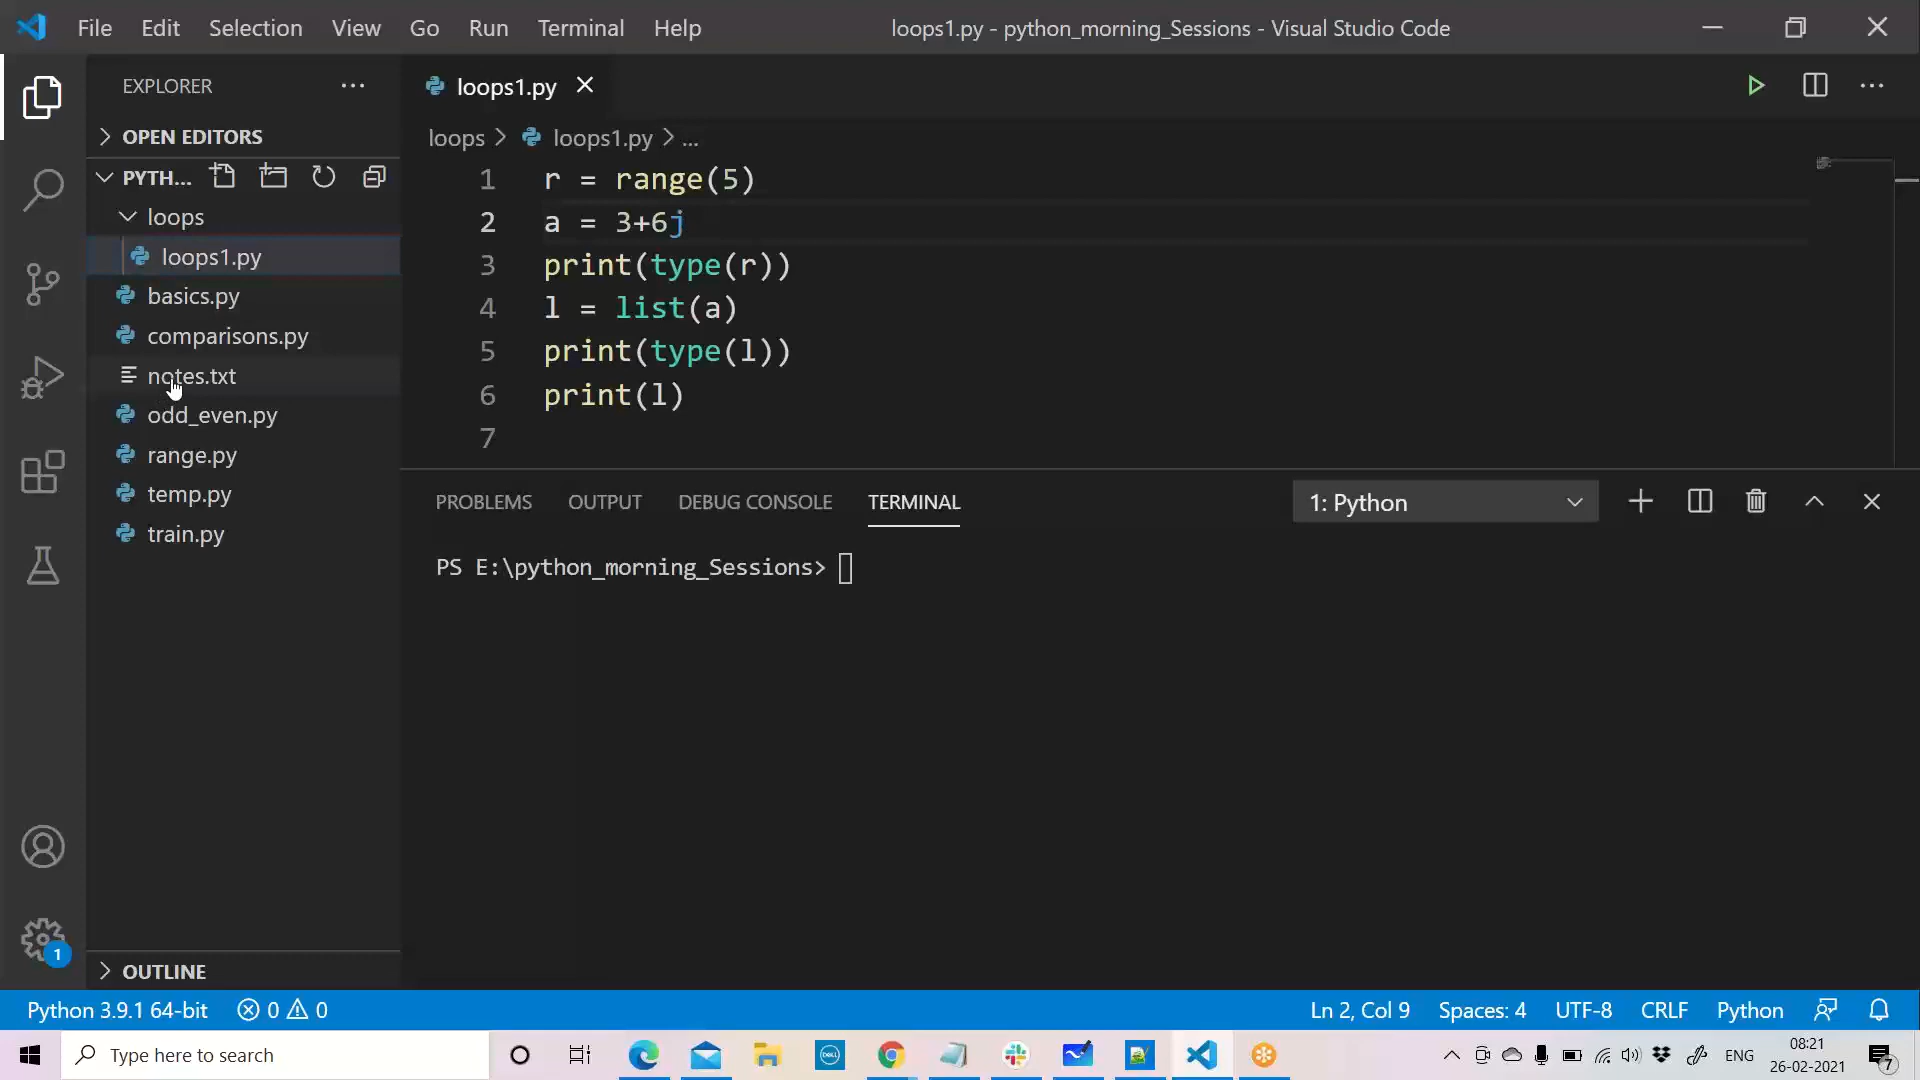 File Edit Selection View Go Run Terminal Help
loops1.py - python_morning_Sessions - Visual Studio Code
EXPLORER
OPEN EDITORS
PYTH...
loops
loops1.py
basics.py
comparisons.py
notes.txt
odd_even.py
range.py
temp.py
train.py
OUTLINE
loops1.py
loops > loops1.py > ...
1 r = range(5)
2 a = 3+6j
3 print(type(r))
4 l = list(a)
5 print(type(l))
6 print(l)
7
PROBLEMS OUTPUT DEBUG CONSOLE TERMINAL
1: Python
PS E:\python_morning_Sessions>
1
Python 3.9.1 64-bit 0 0
Ln 2, Col 9 Spaces: 4 UTF-8 CRLF Python
Type here to search
DELL
ENG
08:21
26-02-2021
7